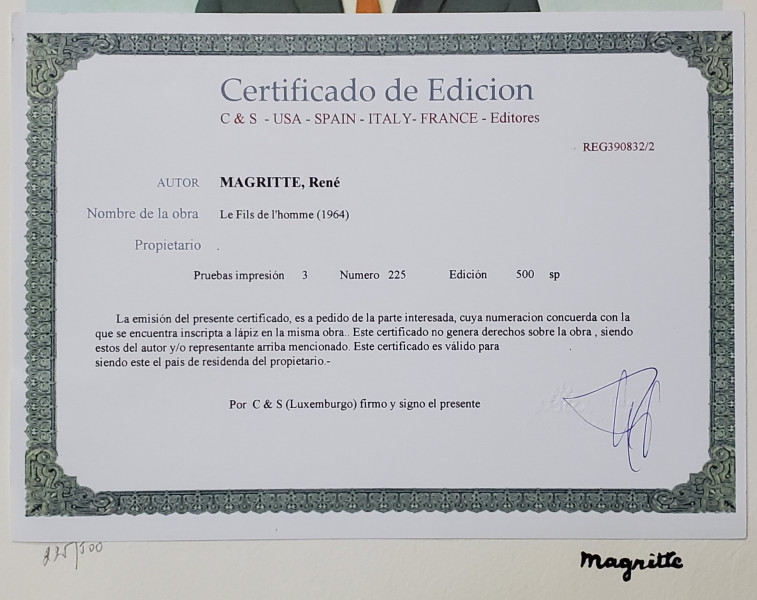 Certificado de Edicion
C & S - USA - SPAIN - ITALY- FRANCE - Editores
REG390832/2
AUTOR MAGRITTE, René
Nombre de la obra Le Fils de l'homme (1964)
Propietario .
Pruebas impresión 3 Numero 225 Edición 500 sp
La emisión del presente certificado, es a pedido de la parte interesada, cuya numeracion concuerda con la
que se encuentra inscripta a lápiz en la misma obra.. Este certificado no genera derechos sobre la obra , siendo
estos del autor y/o representante arriba mencionado. Este certificado es válido para .
siendo este el pais de residenda del propietario.-
Por C & S (Luxemburgo) firmo y signo el presente
225/500
Magritte